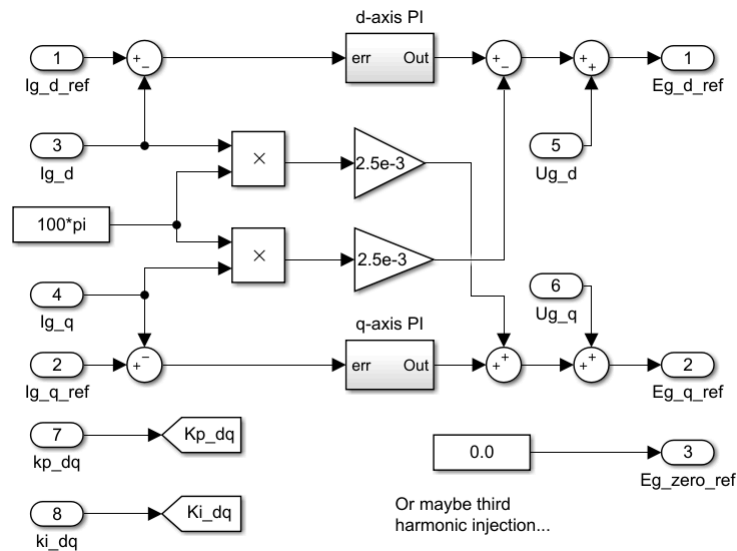 d-axis PI
1
Ig_d_ref
+
−
err
Out
−
+
+
+
1
Eg_d_ref
3
Ig_d
×
2.5e-3
5
Ug_d
100*pi
×
2.5e-3
4
Ig_q
6
Ug_q
q-axis PI
2
Ig_q_ref
+
−
err
Out
+
+
+
+
2
Eg_q_ref
7
kp_dq
Kp_dq
0.0
3
Eg_zero_ref
8
ki_dq
Ki_dq
Or maybe third
harmonic injection...